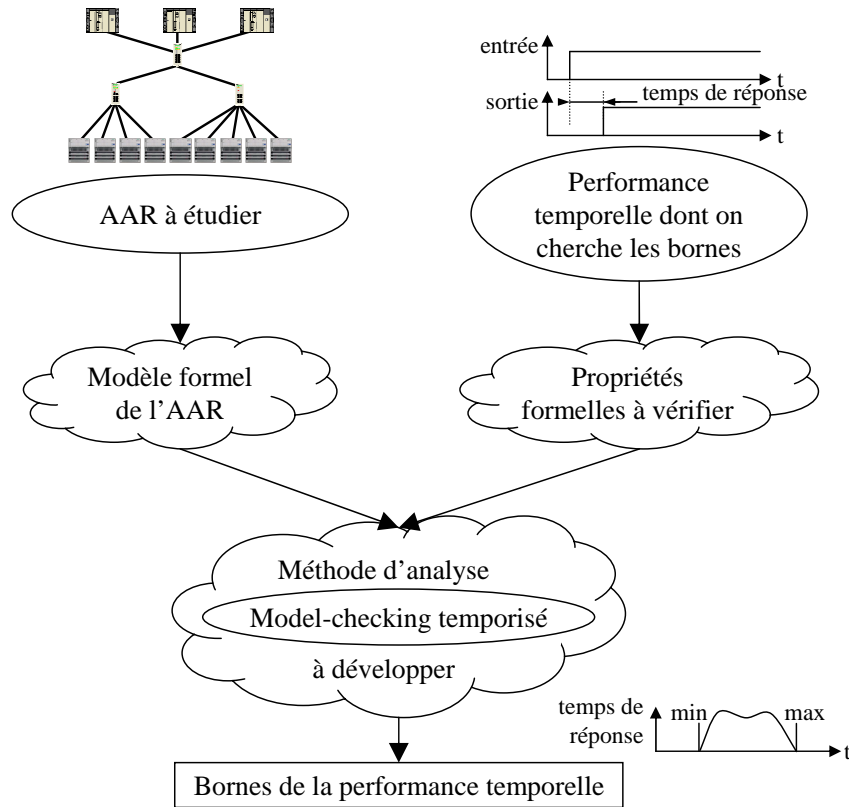 entrée
t
sortie
temps de réponse
t
AAR à étudier
Performance
temporelle dont on
cherche les bornes
Modèle formel
de l’AAR
Propriétés
formelles à vérifier
Méthode d’analyse
Model-checking temporisé
à développer
temps de
réponse
min
max
t
Bornes de la performance temporelle